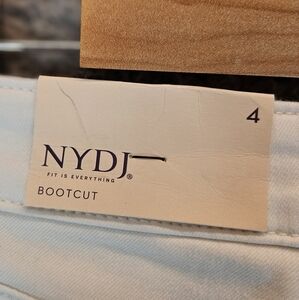 4
NYDJ®
FIT IS EVERYTHING
BOOTCUT